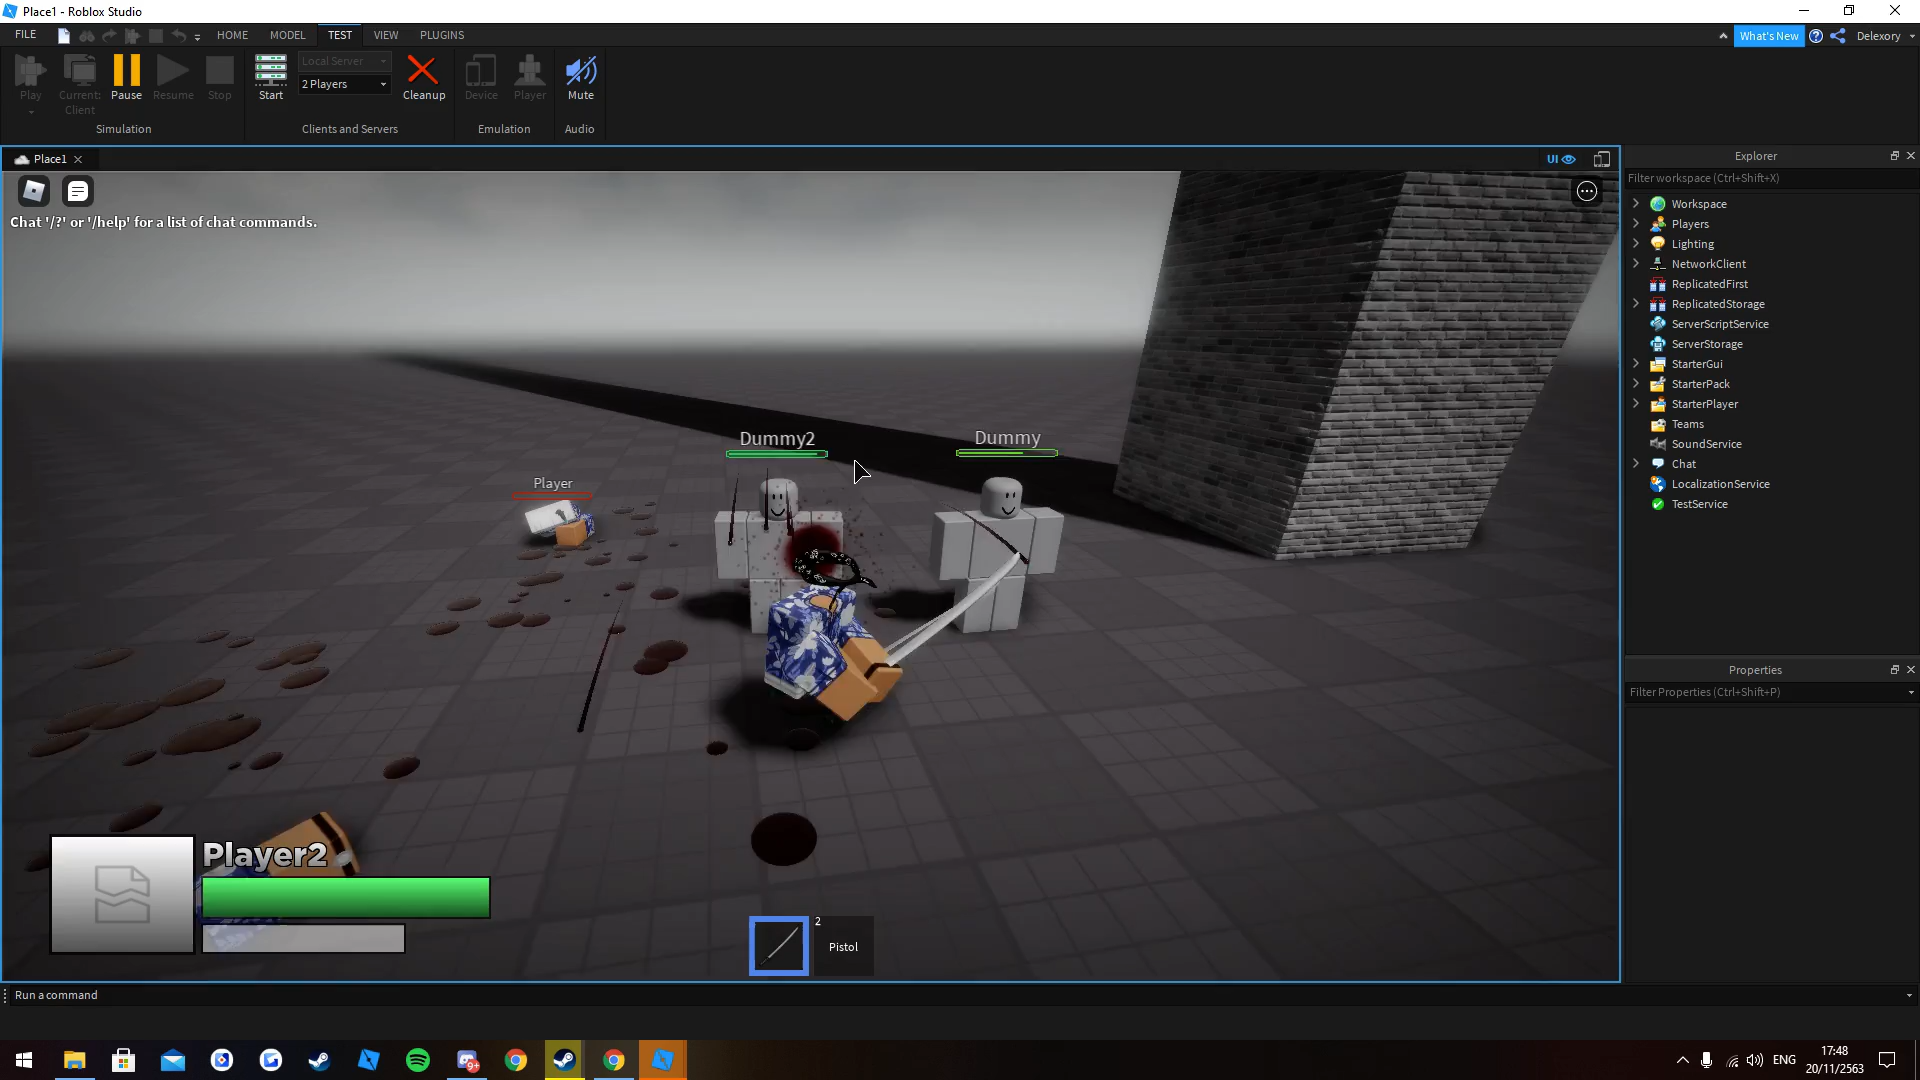 Place1 - Roblox Studio
FILE HOME MODEL TEST VIEW PLUGINS What's New Delexory
Play Current: Client Pause Resume Stop Start Local Server 2 Players Cleanup Device Player Mute
Simulation Clients and Servers Emulation Audio
Place1
UI
Chat '/?' or '/help' for a list of chat commands.
Dummy2
Dummy
Player
Player2
2
Pistol
Explorer
Filter workspace (Ctrl+Shift+X)
Workspace
Players
Lighting
NetworkClient
ReplicatedFirst
ReplicatedStorage
ServerScriptService
ServerStorage
StarterGui
StarterPack
StarterPlayer
Teams
SoundService
Chat
LocalizationService
TestService
Properties
Filter Properties (Ctrl+Shift+P)
Run a command
9+
ENG
17:48
20/11/2563